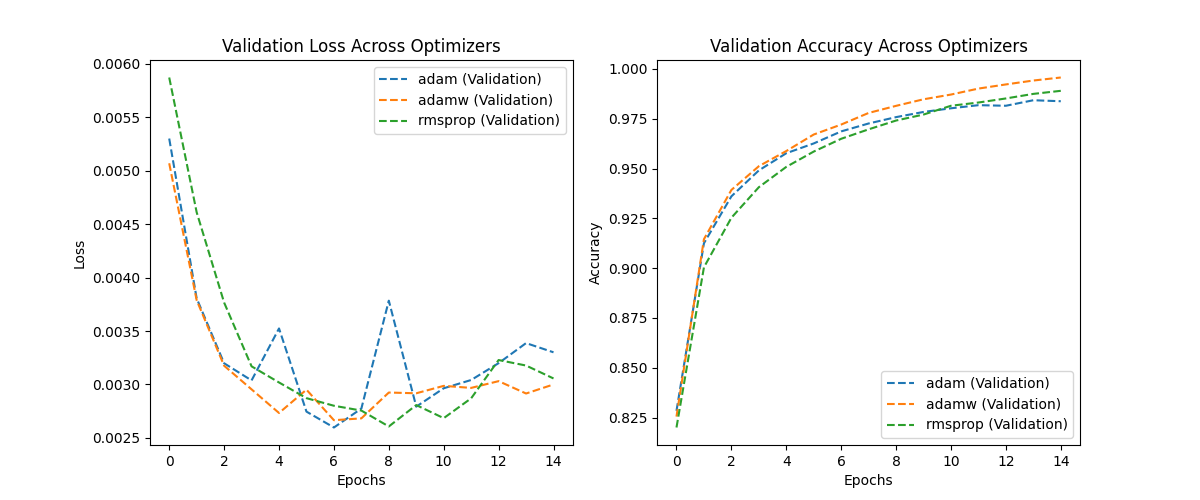 Validation Loss Across Optimizers
0.0060
0.0055
0.0050
0.0045
0.0040
0.0035
0.0030
0.0025
Loss
0 2 4 6 8 10 12 14
Epochs
adam (Validation)
adamw (Validation)
rmsprop (Validation)
Validation Accuracy Across Optimizers
1.000
0.975
0.950
0.925
0.900
0.875
0.850
0.825
Accuracy
0 2 4 6 8 10 12 14
Epochs
adam (Validation)
adamw (Validation)
rmsprop (Validation)